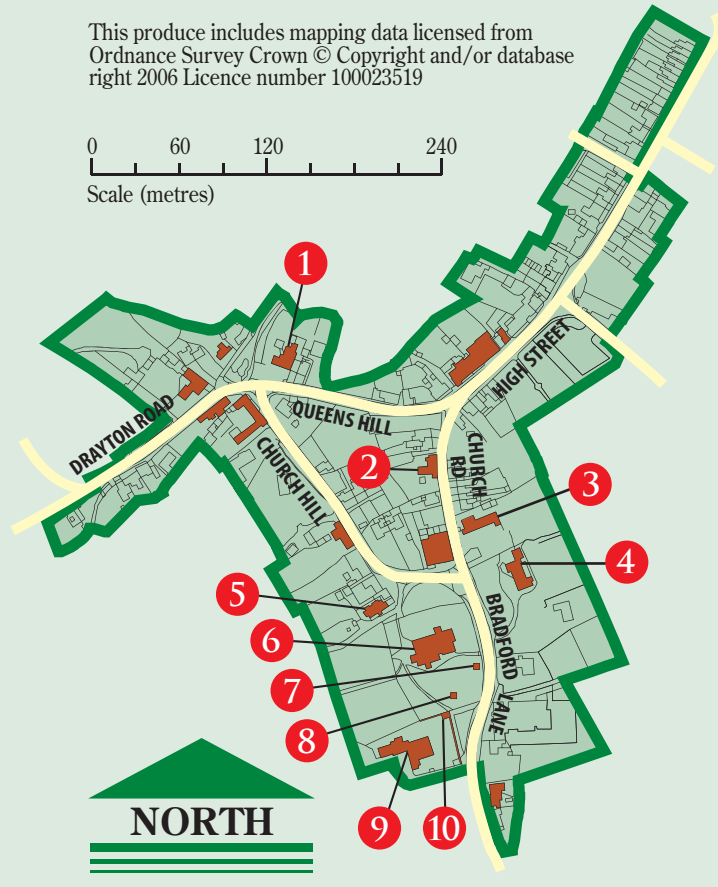 This produce includes mapping data licensed from
Ordnance Survey Crown © Copyright and/or database
right 2006 Licence number 100023519
0 60 120 240
Scale (metres)
1
HIGH STREET
DRAYTON ROAD
QUEENS HILL
CHURCH HILL
CHURCH
RD
2
3
4
5
BRADFORD
LANE
6
7
8
9
10
NORTH